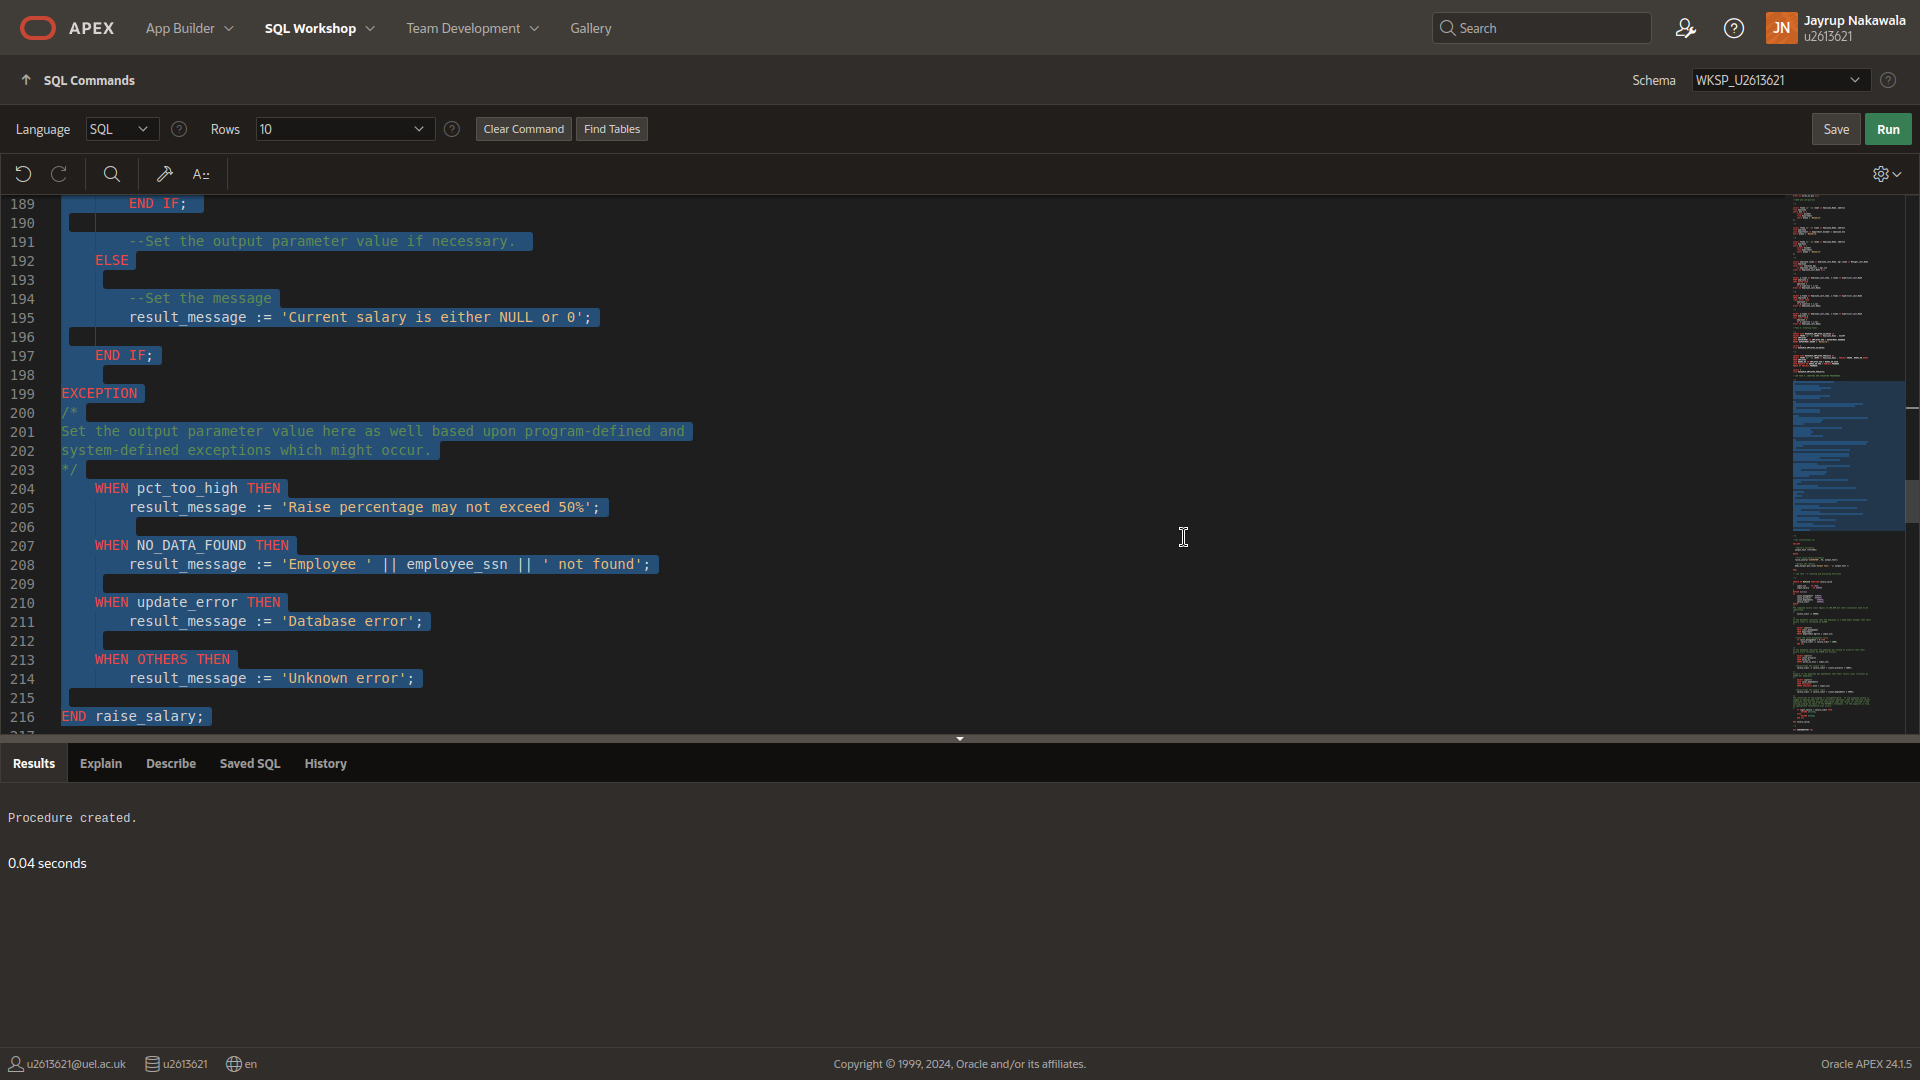 APEX App Builder SQL Workshop Team Development Gallery Search JN Jayrup Nakawala
u2613621
SQL Commands Schema WKSP_U2613621
Language SQL Rows 10 Clear Command Find Tables Save Run
A
189 END IF;
190
191 --Set the output parameter value if necessary.
192 ELSE
193
194 --Set the message
195 result_message := 'Current salary is either NULL or 0';
196
197 END IF;
198
199 EXCEPTION
200 /*
201 Set the output parameter value here as well based upon program-defined and
202 system-defined exceptions which might occur.
203 */
204 WHEN pct_too_high THEN
205 result_message := 'Raise percentage may not exceed 50%';
206
207 WHEN NO_DATA_FOUND THEN
208 result_message := 'Employee ' || employee_ssn || ' not found';
209
210 WHEN update_error THEN
211 result_message := 'Database error';
212
213 WHEN OTHERS THEN
214 result_message := 'Unknown error';
215
216 END raise_salary;
Results Explain Describe Saved SQL History
Procedure created.
0.04 seconds
u2613621@uel.ac.uk u2613621 en Copyright © 1999, 2024, Oracle and/or its affiliates. Oracle APEX 24.1.5